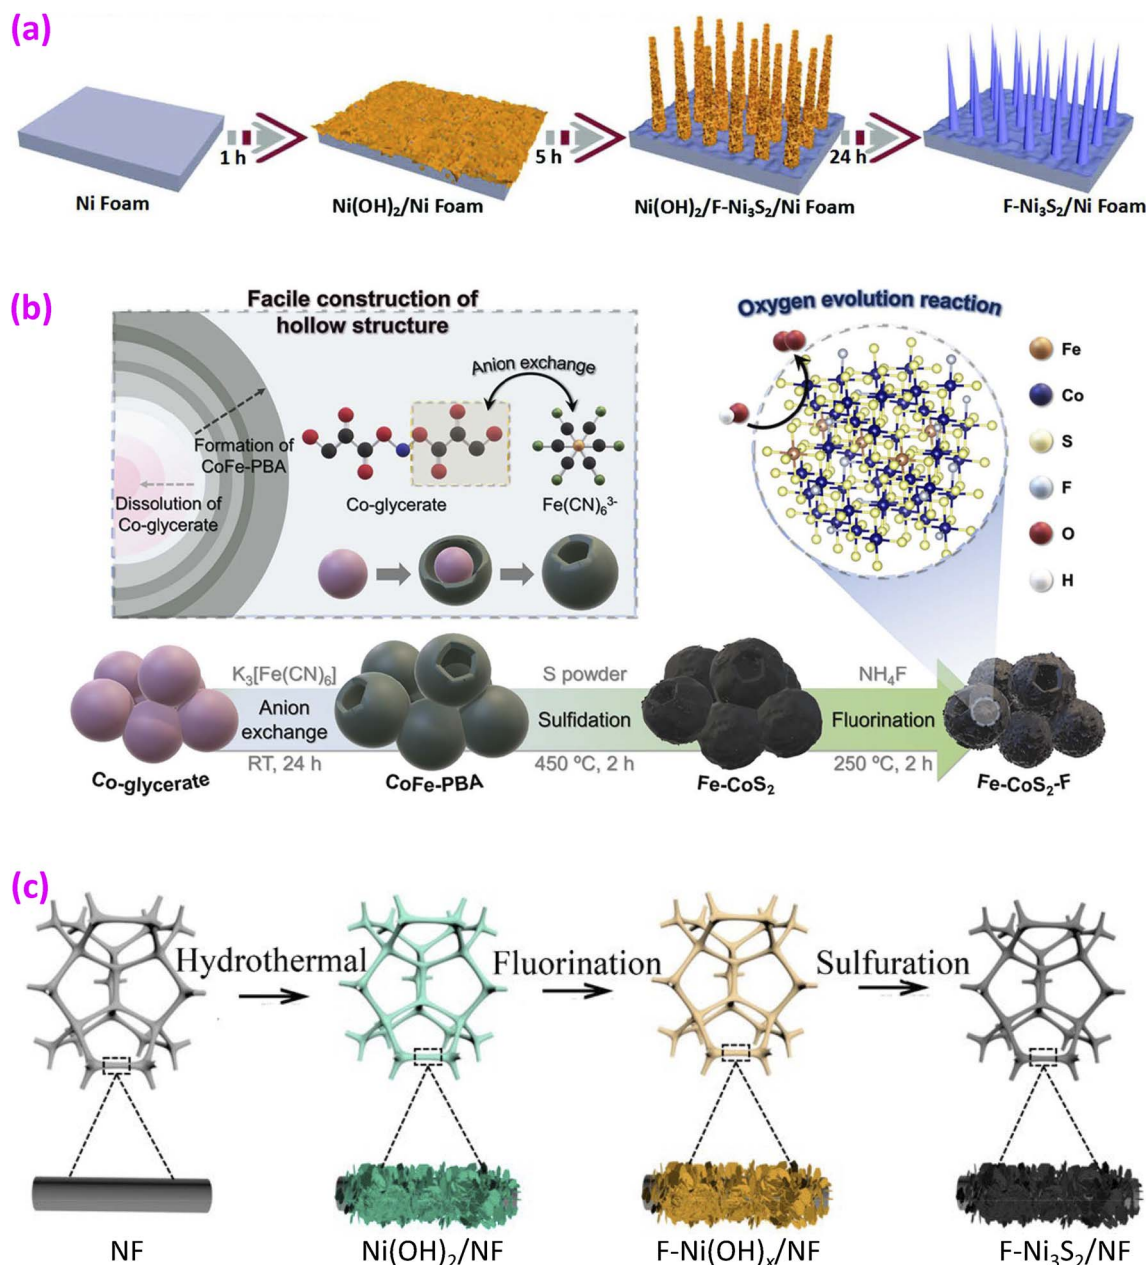 (a)
1 h
5 h
24 h
Ni Foam
Ni(OH)₂/Ni Foam
Ni(OH)₂/F-Ni₃S₂/Ni Foam
F-Ni₃S₂/Ni Foam
(b)
Facile construction of
hollow structure
Anion exchange
Formation of
CoFe-PBA
Dissolution of
Co-glycerate
Co-glycerate
Fe(CN)₆³⁻
Oxygen evolution reaction
Fe
Co
S
F
O
H
K₃[Fe(CN)₆]
Anion
exchange
RT, 24 h
S powder
Sulfidation
450 ºC, 2 h
NH₄F
Fluorination
250 ºC, 2 h
Co-glycerate
CoFe-PBA
Fe-CoS₂
Fe-CoS₂-F
(c)
Hydrothermal
Fluorination
Sulfuration
NF
Ni(OH)₂/NF
F-Ni(OH)ₓ/NF
F-Ni₃S₂/NF